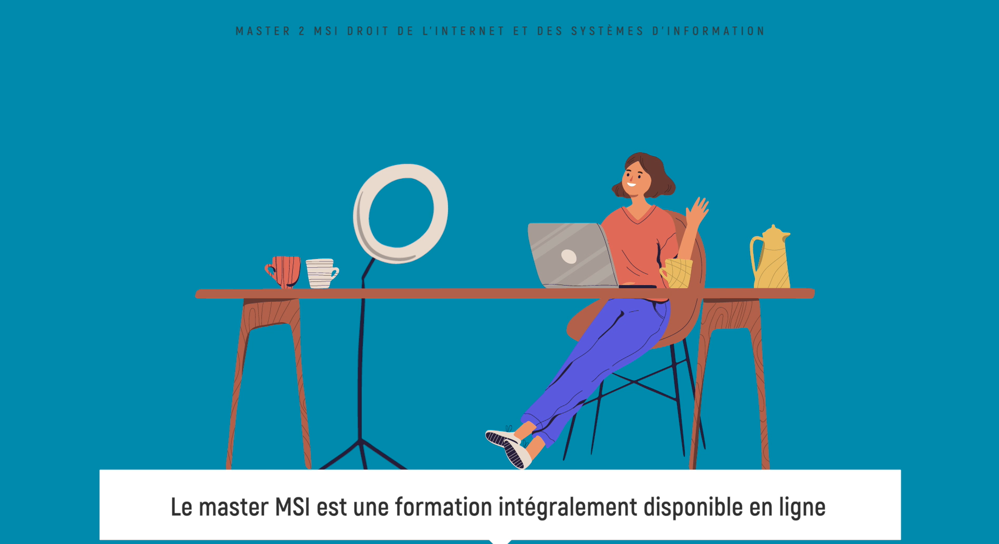 MASTER 2 MSI DROIT DE L'INTERNET ET DES SYSTÈMES D'INFORMATION
Le master MSI est une formation intégralement disponible en ligne